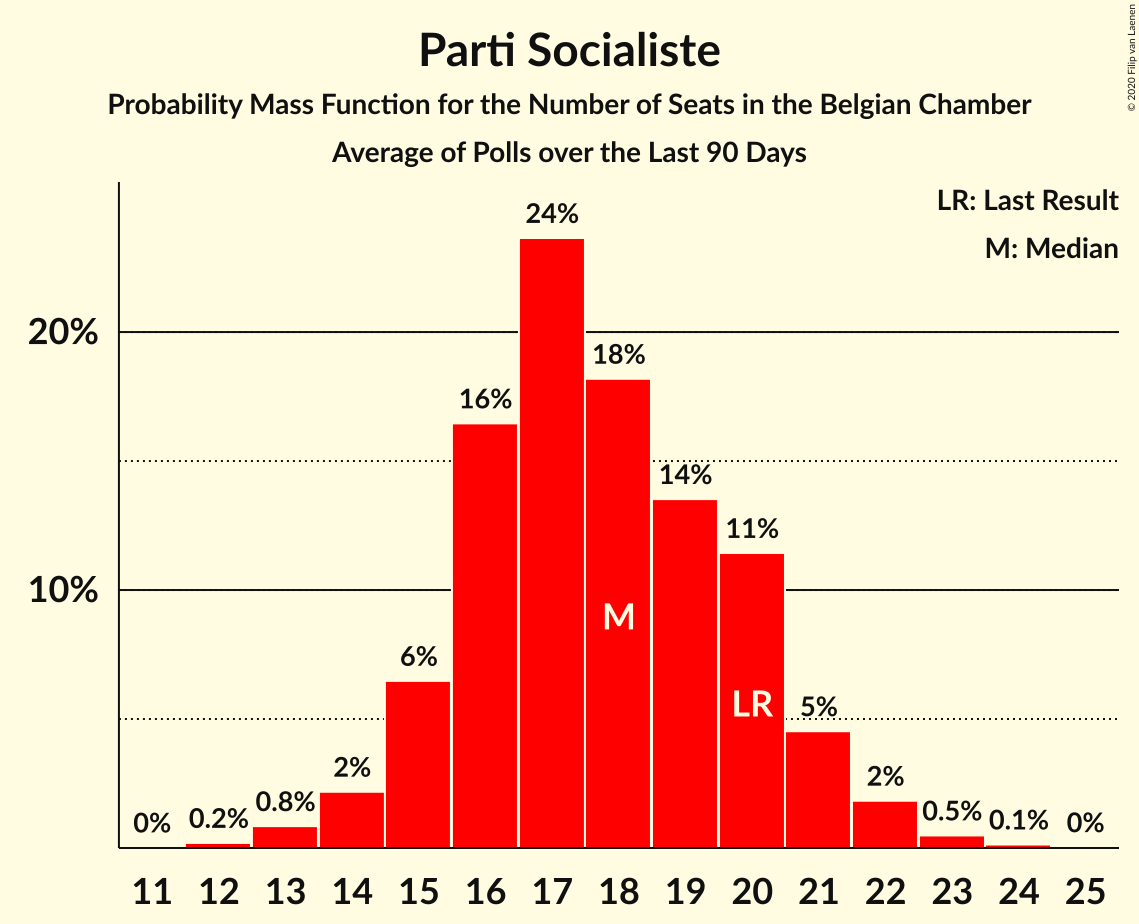 Parti Socialiste
Probability Mass Function for the Number of Seats in the Belgian Chamber
Average of Polls over the Last 90 Days
© 2020 Filip van Laenen
LR: Last Result
M: Median
20%
10%
0%
0.2%
0.8%
2%
6%
16%
24%
18%
14%
11%
5%
2%
0.5%
0.1%
0%
M
LR
11 12 13 14 15 16 17 18 19 20 21 22 23 24 25